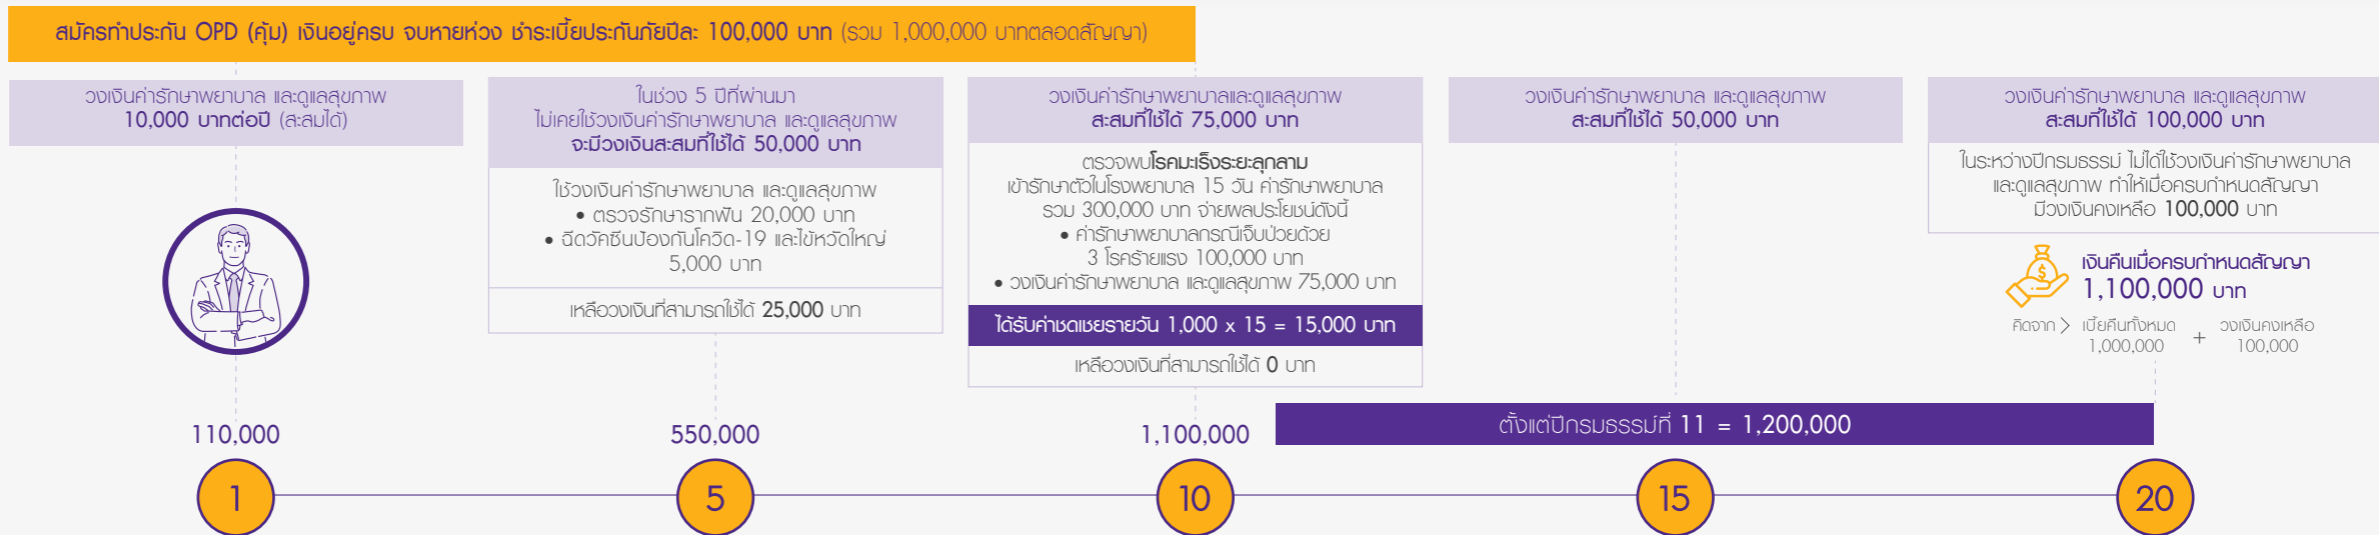 สมัครทำประกัน OPD (คุ้ม) เงินอยู่ครบ จบหายห่วง ชำระเบี้ยประกันภัยปีละ 100,000 บาท (รวม 1,000,000 บาทตลอดสัญญา)
วงเงินค่ารักษาพยาบาล และดูแลสุขภาพ
10,000 บาทต่อปี (สะสมได้)
110,000
1
ในช่วง 5 ปีที่ผ่านมา
ไม่เคยใช้วงเงินค่ารักษาพยาบาล และดูแลสุขภาพ
จะมีวงเงินสะสมที่ใช้ได้ 50,000 บาท
ใช้วงเงินค่ารักษาพยาบาล และดูแลสุขภาพ
• ตรวจรักษารากฟัน 20,000 บาท
• ฉีดวัคซีนป้องกันโควิด-19 และไข้หวัดใหญ่
5,000 บาท
เหลือวงเงินที่สามารถใช้ได้ 25,000 บาท
550,000
5
วงเงินค่ารักษาพยาบาลและดูแลสุขภาพ
สะสมที่ใช้ได้ 75,000 บาท
ตรวจพบโรคมะเร็งระยะลุกลาม
เข้ารักษาตัวในโรงพยาบาล 15 วัน ค่ารักษาพยาบาล
รวม 300,000 บาท จ่ายผลประโยชน์ดังนี้
• ค่ารักษาพยาบาลกรณีเจ็บป่วยด้วย
3 โรคร้ายแรง 100,000 บาท
• วงเงินค่ารักษาพยาบาล และดูแลสุขภาพ 75,000 บาท
ได้รับค่าชดเชยรายวัน 1,000 x 15 = 15,000 บาท
เหลือวงเงินที่สามารถใช้ได้ 0 บาท
1,100,000
10
วงเงินค่ารักษาพยาบาล และดูแลสุขภาพ
สะสมที่ใช้ได้ 50,000 บาท
ตั้งแต่ปีกรมธรรม์ที่ 11 = 1,200,000
15
วงเงินค่ารักษาพยาบาล และดูแลสุขภาพ
สะสมที่ใช้ได้ 100,000 บาท
ในระหว่างปีกรมธรรม์ ไม่ได้ใช้วงเงินค่ารักษาพยาบาล
และดูแลสุขภาพ ทำให้เมื่อครบกำหนดสัญญา
มีวงเงินคงเหลือ 100,000 บาท
$
เงินคืนเมื่อครบกำหนดสัญญา
1,100,000 บาท
คิดจาก > เบี้ยคืนทั้งหมด + วงเงินคงเหลือ
1,000,000 100,000
20